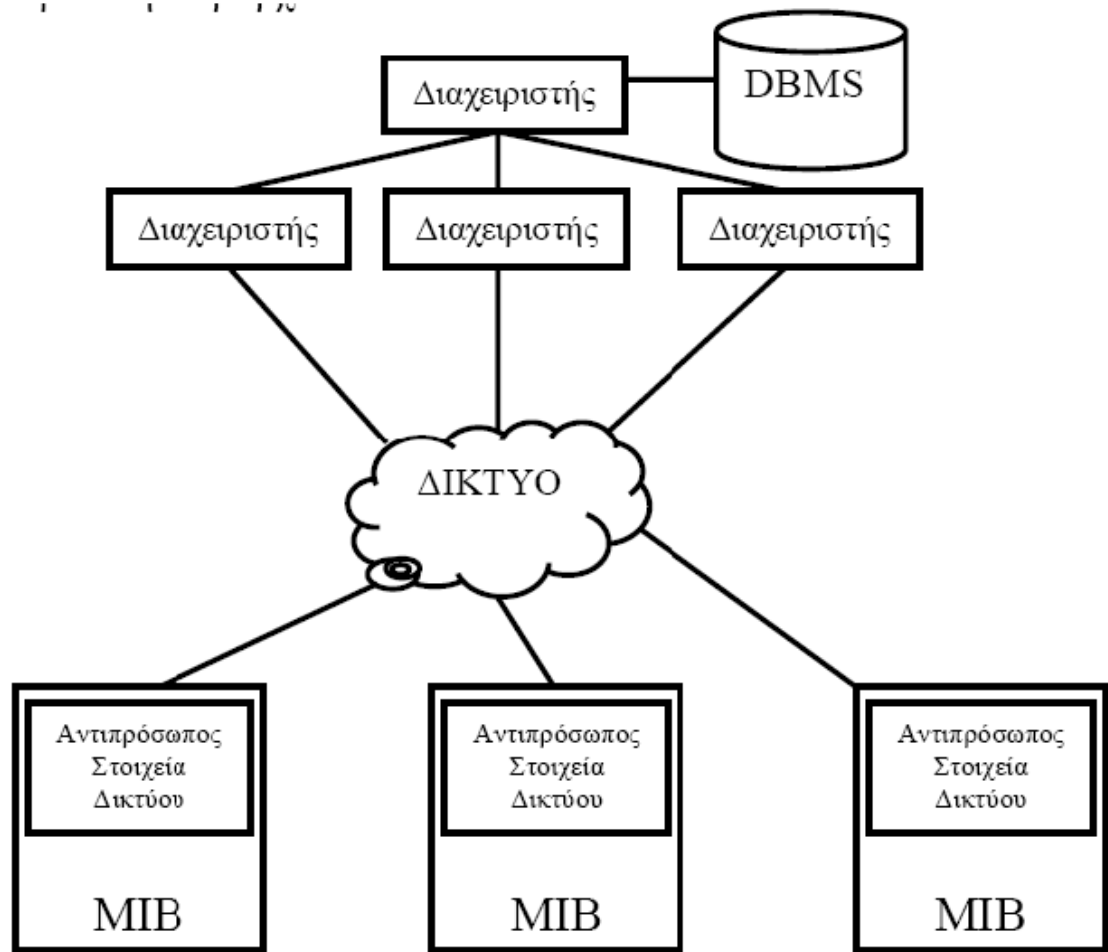 Διαχειριστής
DBMS
Διαχειριστής
Διαχειριστής
Διαχειριστής
ΔΙΚΤΥΟ
Αντιπρόσωπος
Στοιχεία
Δικτύου
MIB
Αντιπρόσωπος
Στοιχεία
Δικτύου
MIB
Αντιπρόσωπος
Στοιχεία
Δικτύου
MIB